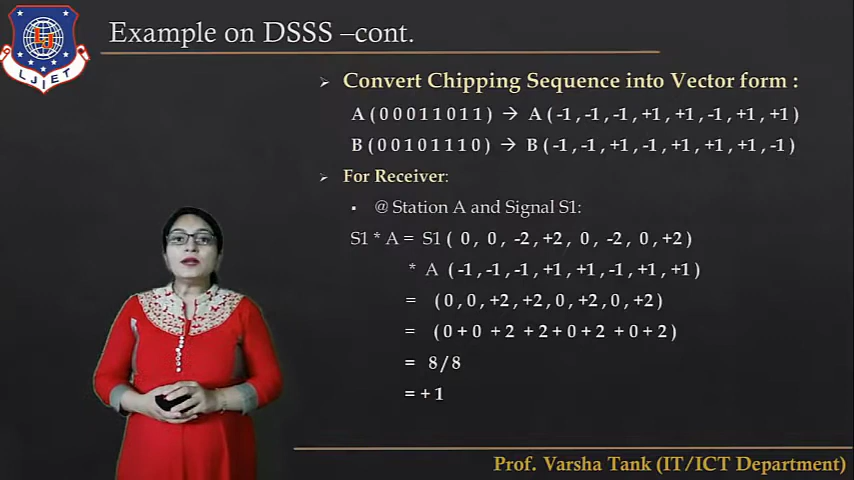 Example on DSSS –cont.
LJIET
Convert Chipping Sequence into Vector form :
A ( 0 0 0 1 1 0 1 1 ) → A ( -1 , -1 , -1 , +1 , +1 , -1 , +1 , +1 )
B ( 0 0 1 0 1 1 1 0 ) → B ( -1, -1 , +1 , -1 , +1 , +1 , +1 , -1 )
For Receiver:
@ Station A and Signal S1:
S1 * A = S1 ( 0 , 0 , -2 , +2 , 0 , -2 , 0 , +2 )
* A ( -1 , -1 , -1 , +1 , +1 , -1 , +1 , +1 )
= ( 0 , 0 , +2 , +2 , 0 , +2 , 0 , +2 )
= ( 0 + 0 + 2 + 2 + 0 + 2 + 0 + 2 )
= 8 / 8
= + 1
Prof. Varsha Tank (IT/ICT Department)